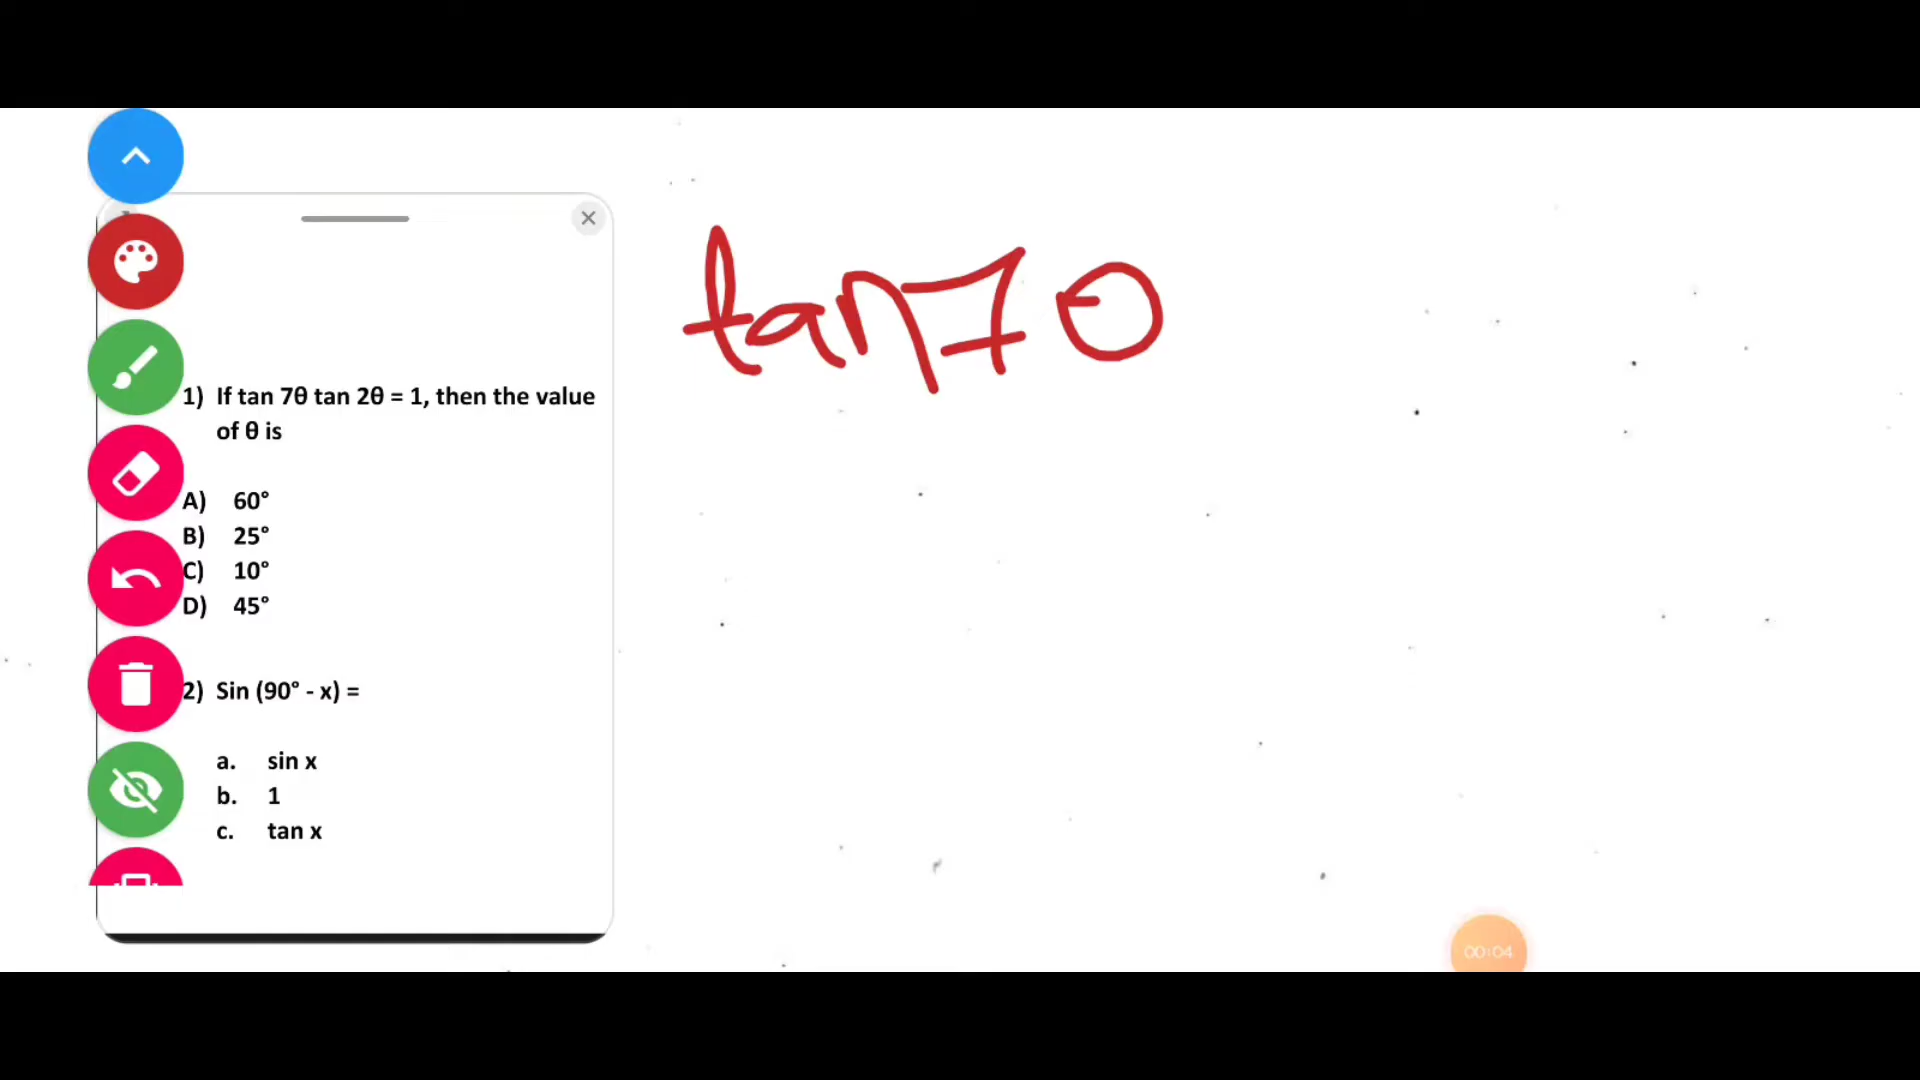 tan7θ
1) If tan 7θ tan 2θ = 1, then the value
of θ is
A) 60°
B) 25°
C) 10°
D) 45°
2) Sin (90° - x) =
a. sin x
b. 1
c. tan x
00:04